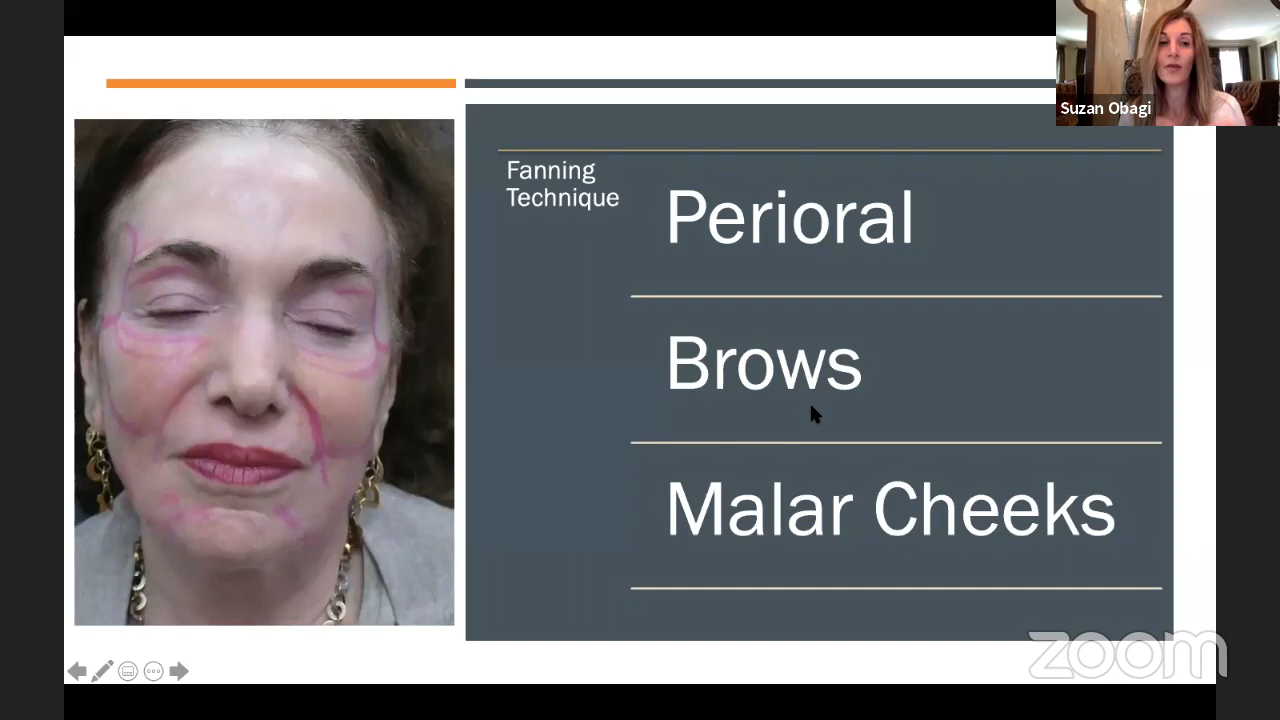 Suzan Obagi
Fanning
Technique
Perioral
Brows
Malar Cheeks
zoom